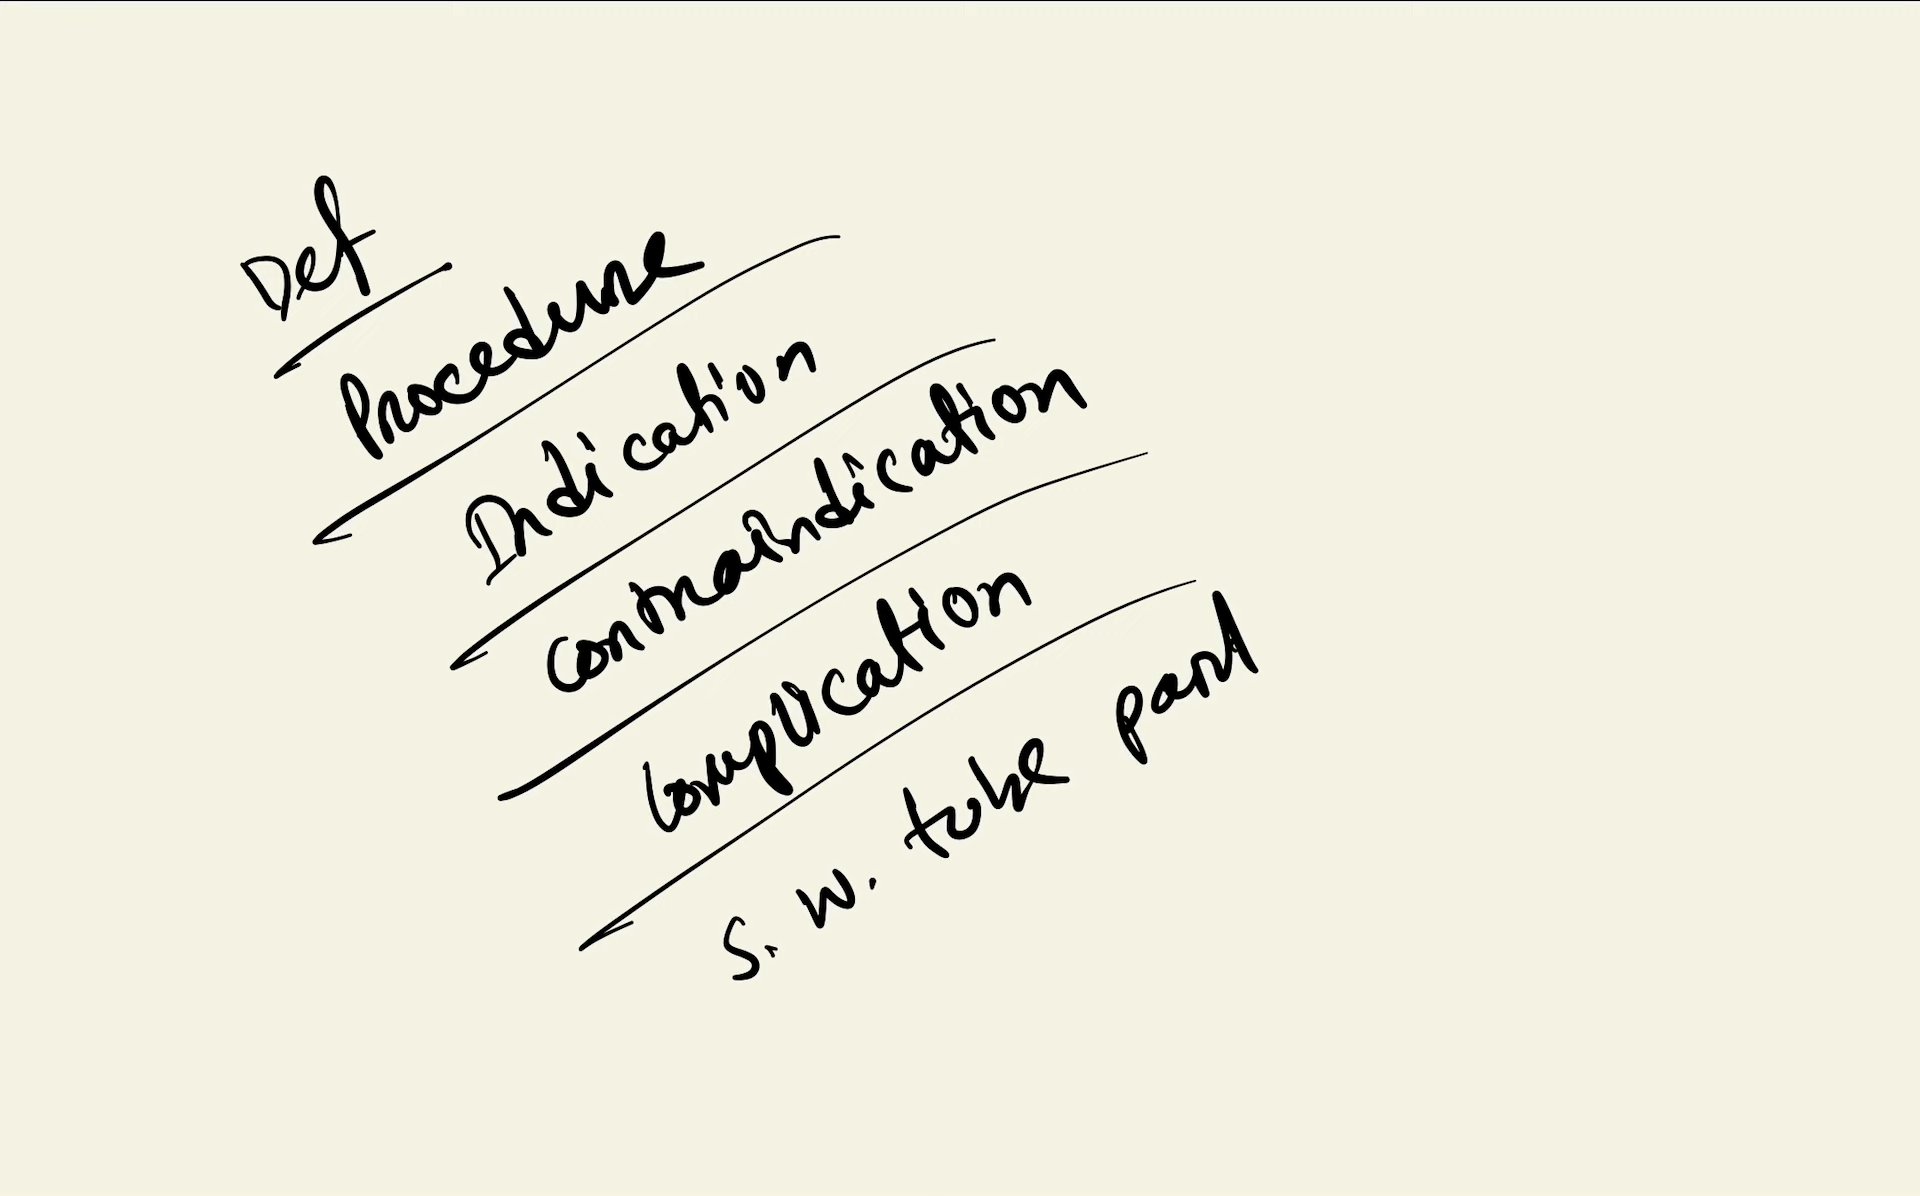 Def
Procedure
Indication
Contraindication
Complication
S. W. tube part